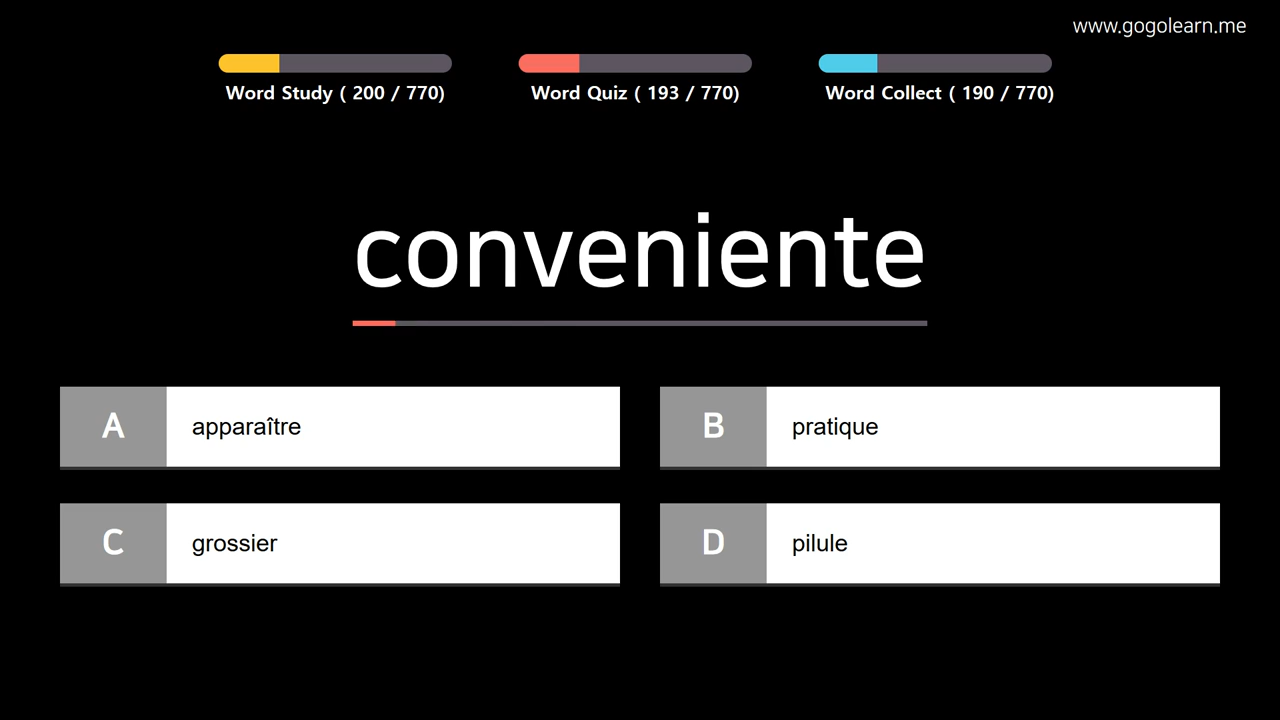 www.gogolearn.me
Word Study ( 200 / 770)
Word Quiz ( 193 / 770)
Word Collect ( 190 / 770)
conveniente
A
apparaître
B
pratique
C
grossier
D
pilule